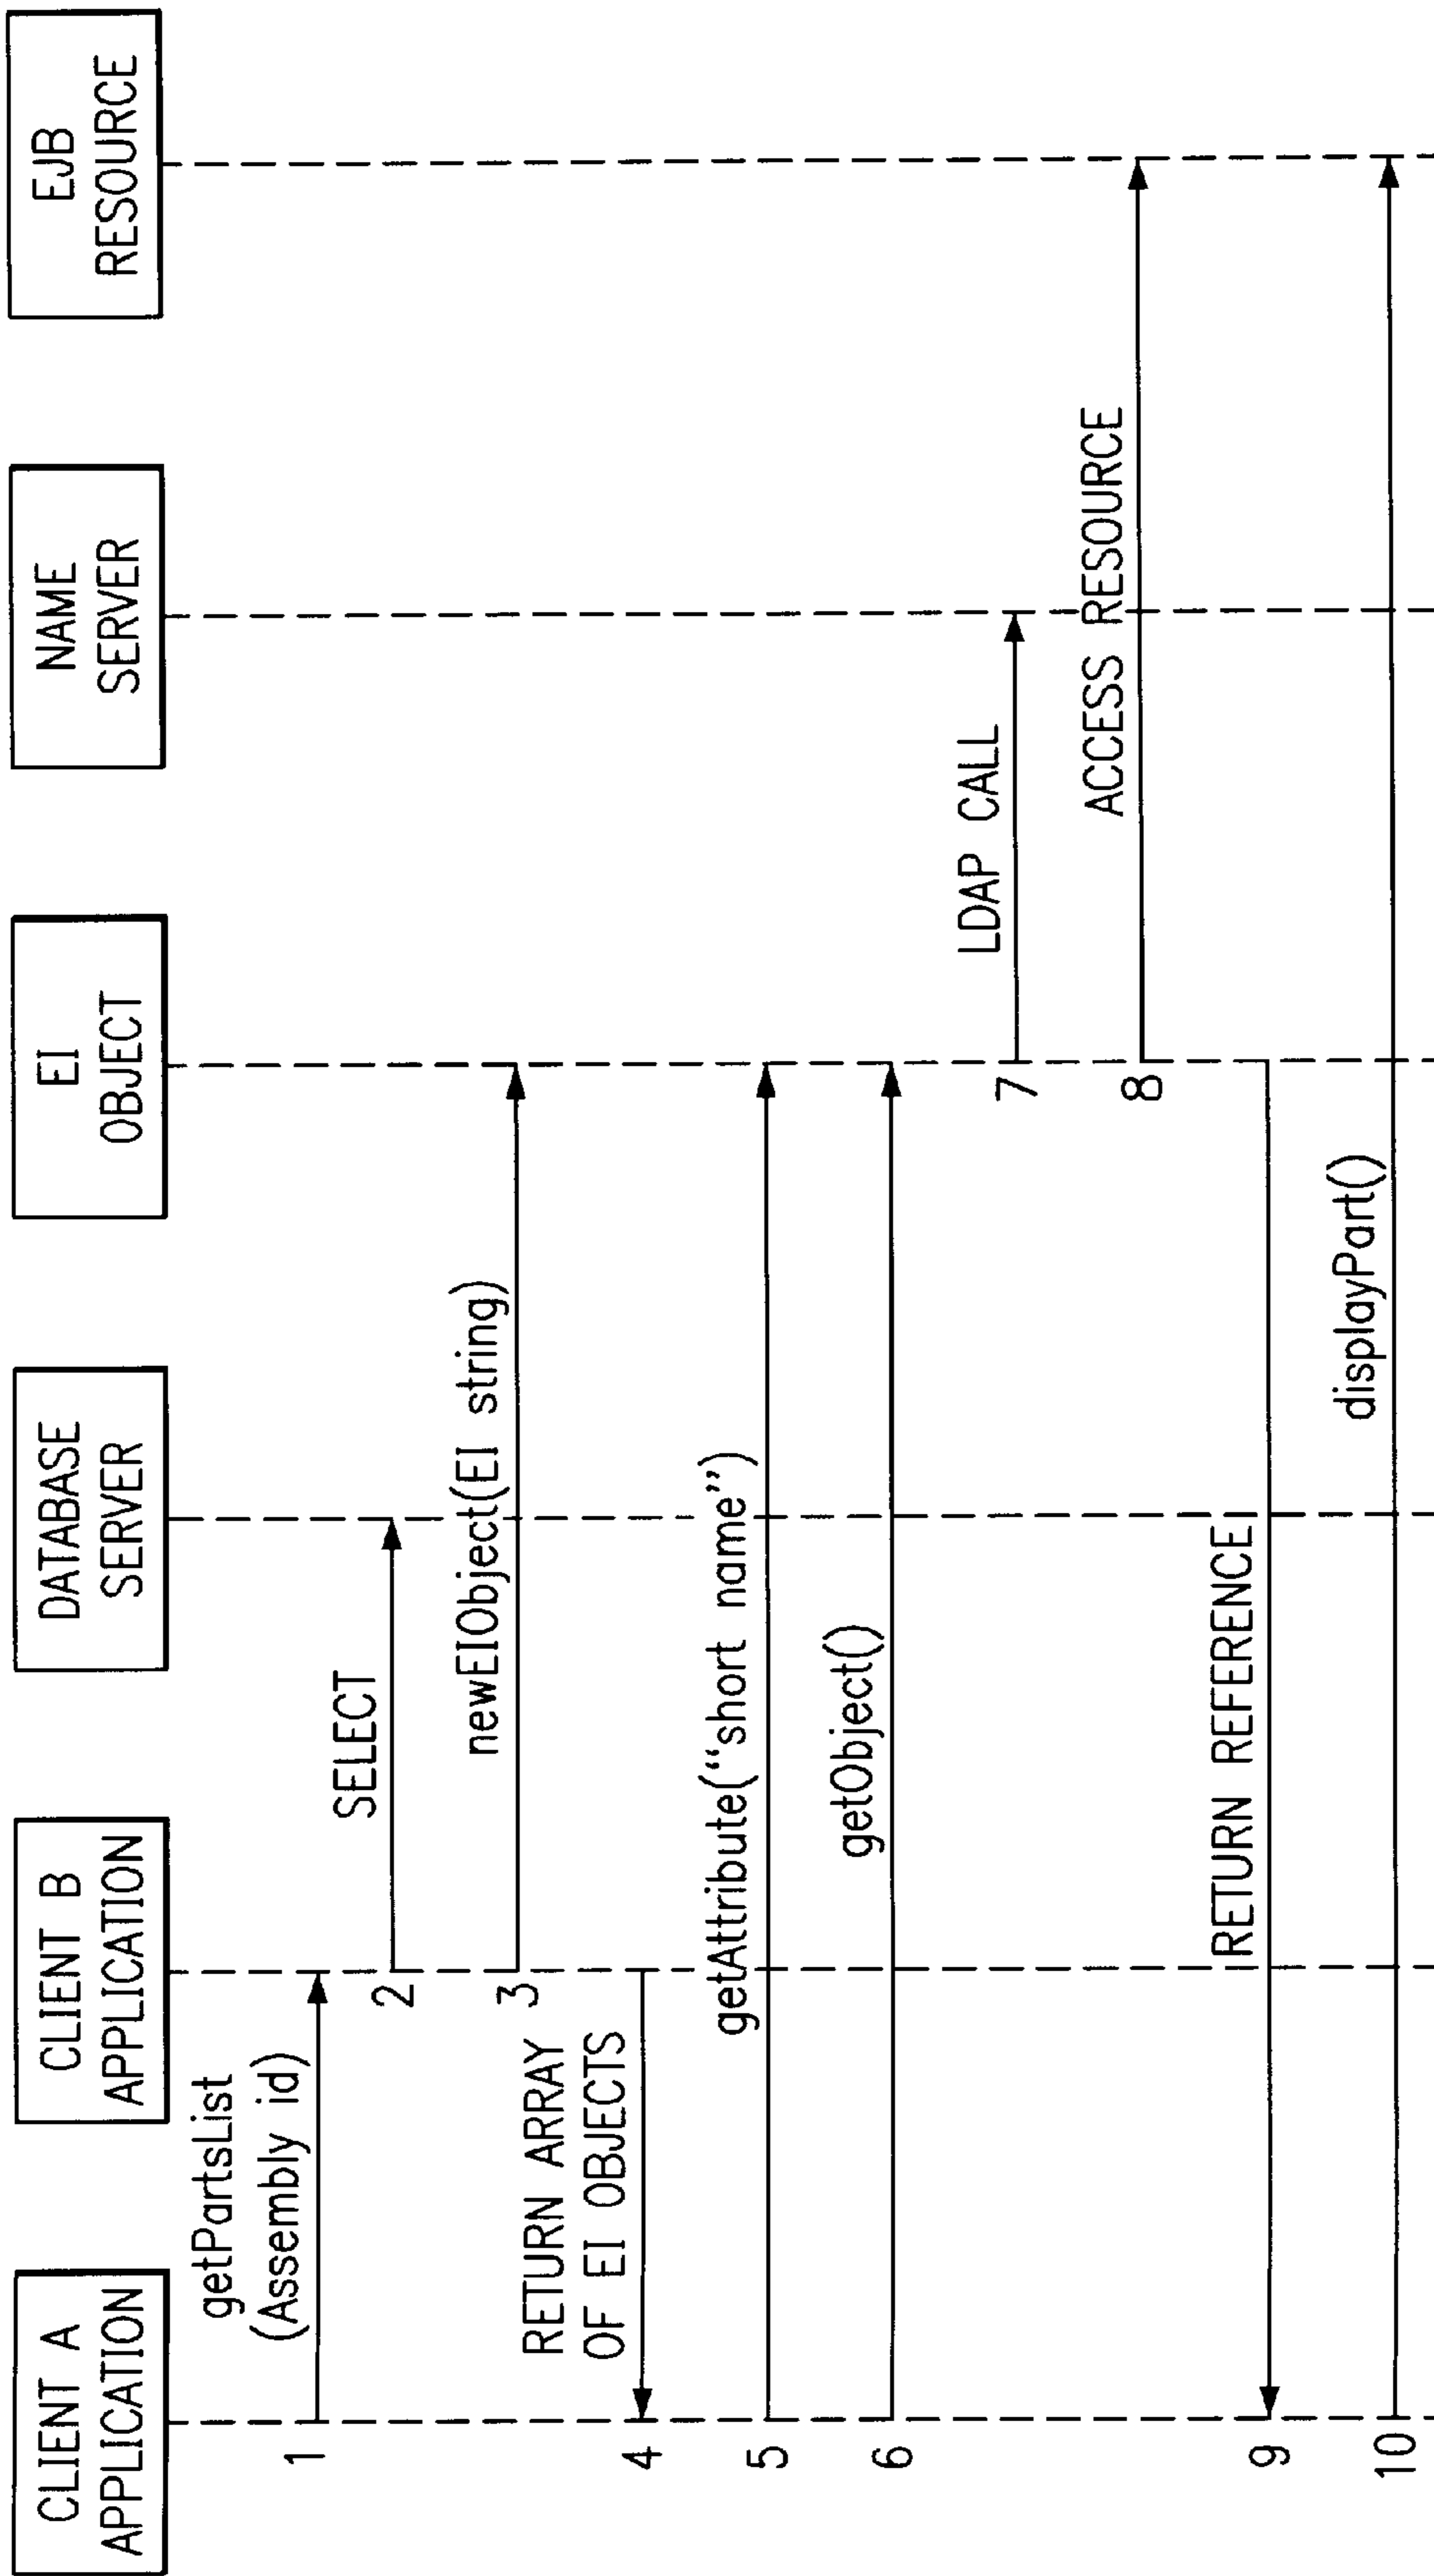 CLIENT A
APPLICATION
CLIENT B
APPLICATION
DATABASE
SERVER
EI
OBJECT
NAME
SERVER
EJB
RESOURCE
1
getPartsList
(Assembly id)
2
SELECT
3
newEIObject(EI string)
4
RETURN ARRAY
OF EI OBJECTS
5
getAttribute(“short name”)
6
getObject()
7
LDAP CALL
8
ACCESS RESOURCE
9
RETURN REFERENCE
10
displayPart()